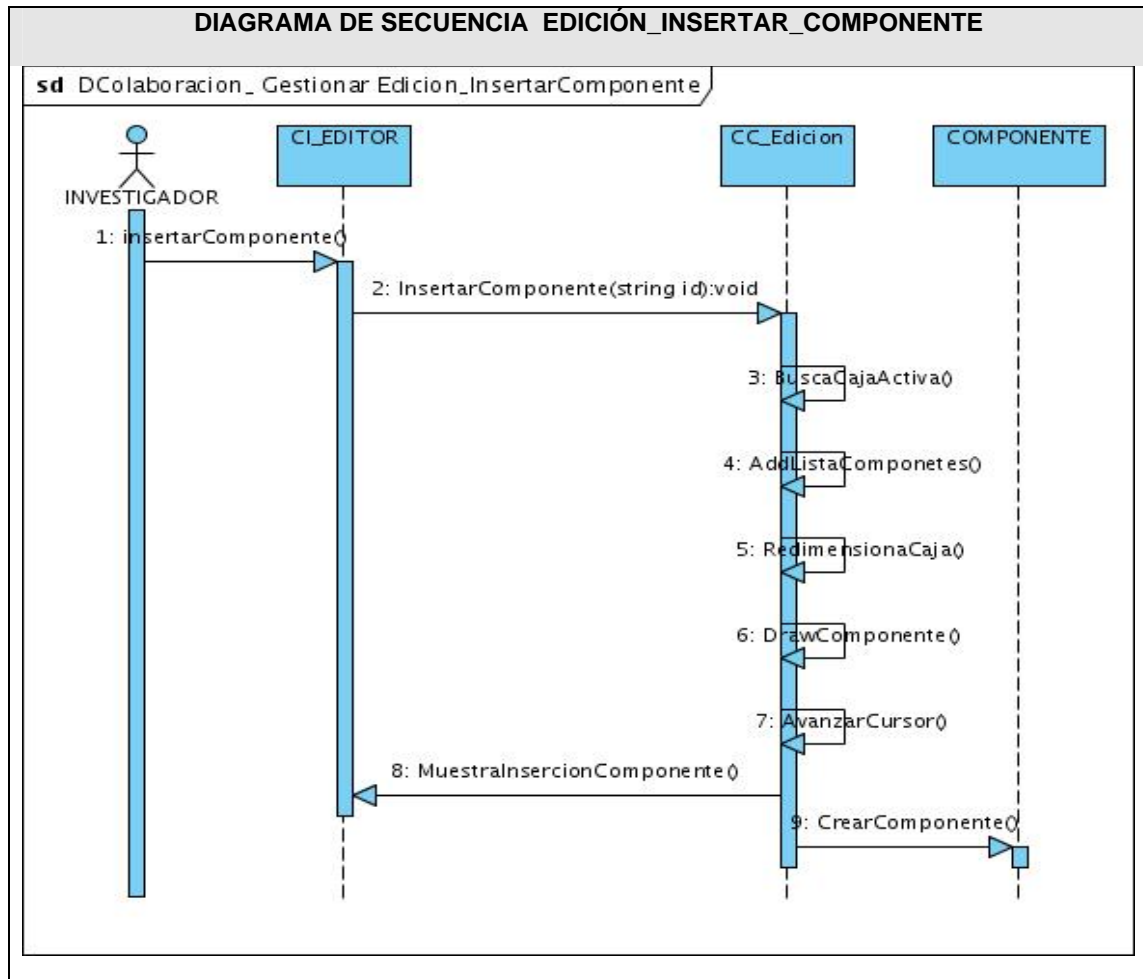 DIAGRAMA DE SECUENCIA EDICIÓN_INSERTAR_COMPONENTE
sd DColaboracion_ Gestionar Edicion_InsertarComponente
INVESTIGADOR
CI_EDITOR
CC_Edicion
COMPONENTE
1: insertarComponente()
2: InsertarComponente(string id):void
3: BuscaCajaActiva()
4: AddListaComponetes()
5: RedimensionaCaja()
6: DrawComponente()
7: AvanzarCursor()
8: MuestraInsercionComponente()
9: CrearComponente()